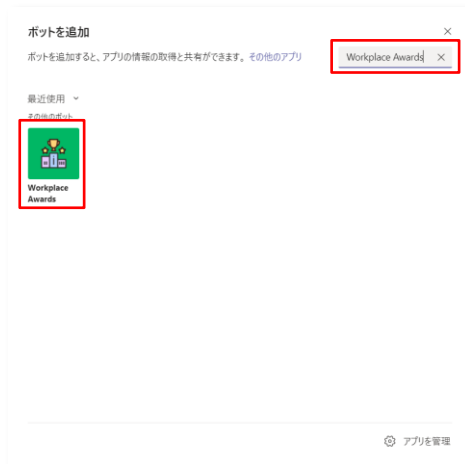 ボットを追加
ボットを追加すると、アプリの情報の取得と共有ができます。その他のアプリ
Workplace Awards
最近使用
その他のボット
Workplace
Awards
アプリを管理